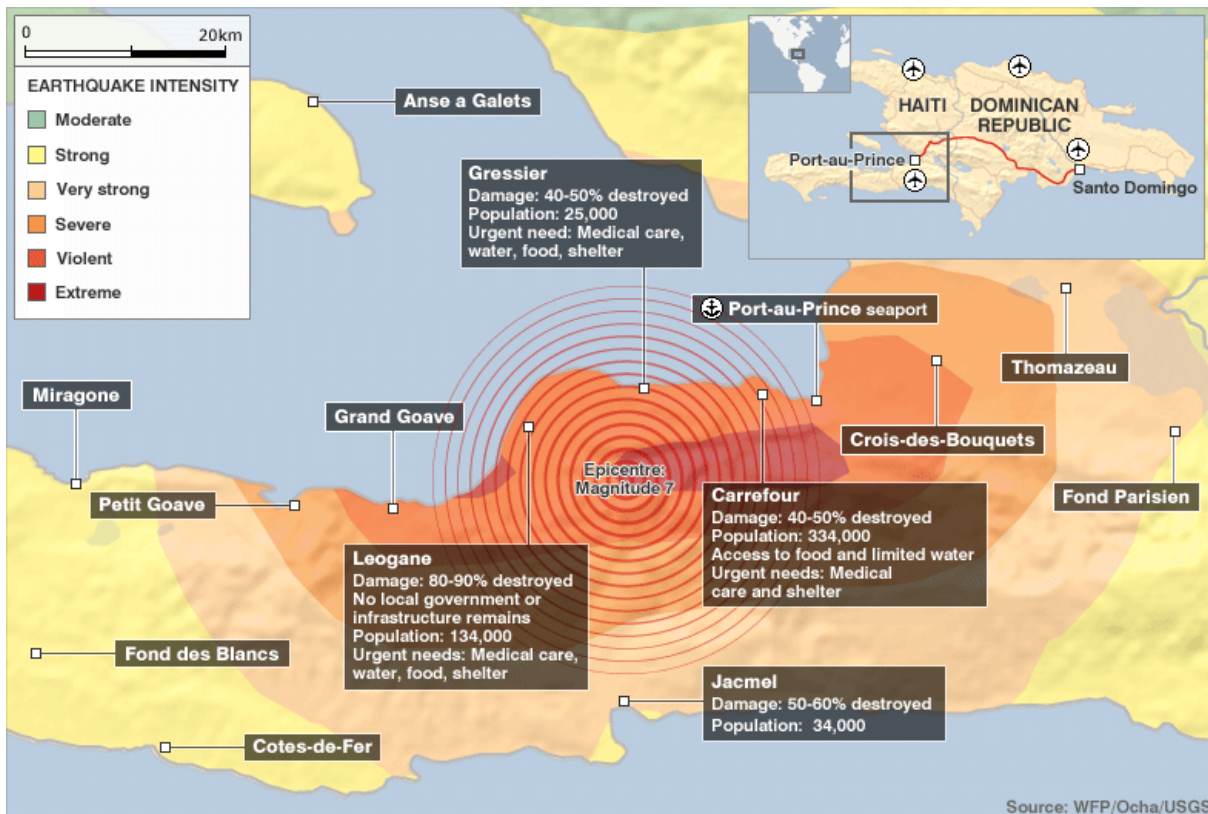 0 20km
EARTHQUAKE INTENSITY
Moderate
Strong
Very strong
Severe
Violent
Extreme
Anse a Galets
HAITI
DOMINICAN
REPUBLIC
Port-au-Prince
Santo Domingo
Gressier
Damage: 40-50% destroyed
Population: 25,000
Urgent need: Medical care,
water, food, shelter
Port-au-Prince seaport
Thomazeau
Miragone
Grand Goave
Crois-des-Bouquets
Epicentre:
Magnitude 7
Petit Goave
Fond Parisien
Carrefour
Damage: 40-50% destroyed
Population: 334,000
Access to food and limited water
Urgent needs: Medical
care and shelter
Leogane
Damage: 80-90% destroyed
No local government or
infrastructure remains
Population: 134,000
Urgent needs: Medical care,
water, food, shelter
Fond des Blancs
Jacmel
Damage: 50-60% destroyed
Population: 34,000
Cotes-de-Fer
Source: WFP/Ocha/USGS